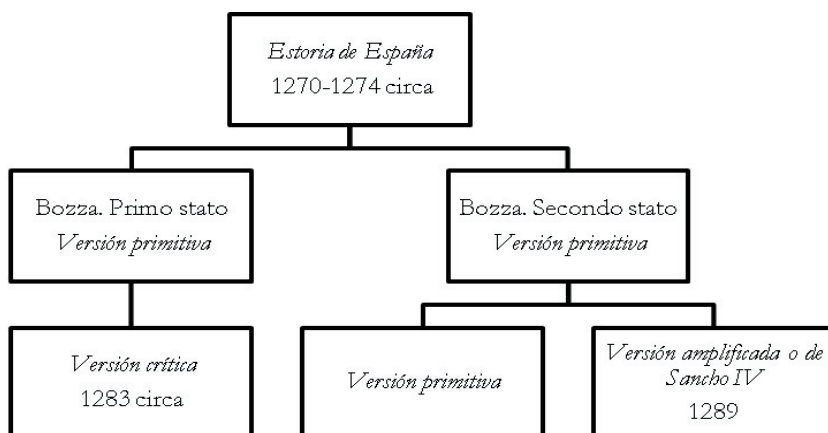 Estoria de España
1270-1274 circa
Bozza. Primo stato
Versión primitiva
Bozza. Secondo stato
Versión primitiva
Versión crítica
1283 circa
Versión primitiva
Versión amplificada o de
Sancho IV
1289